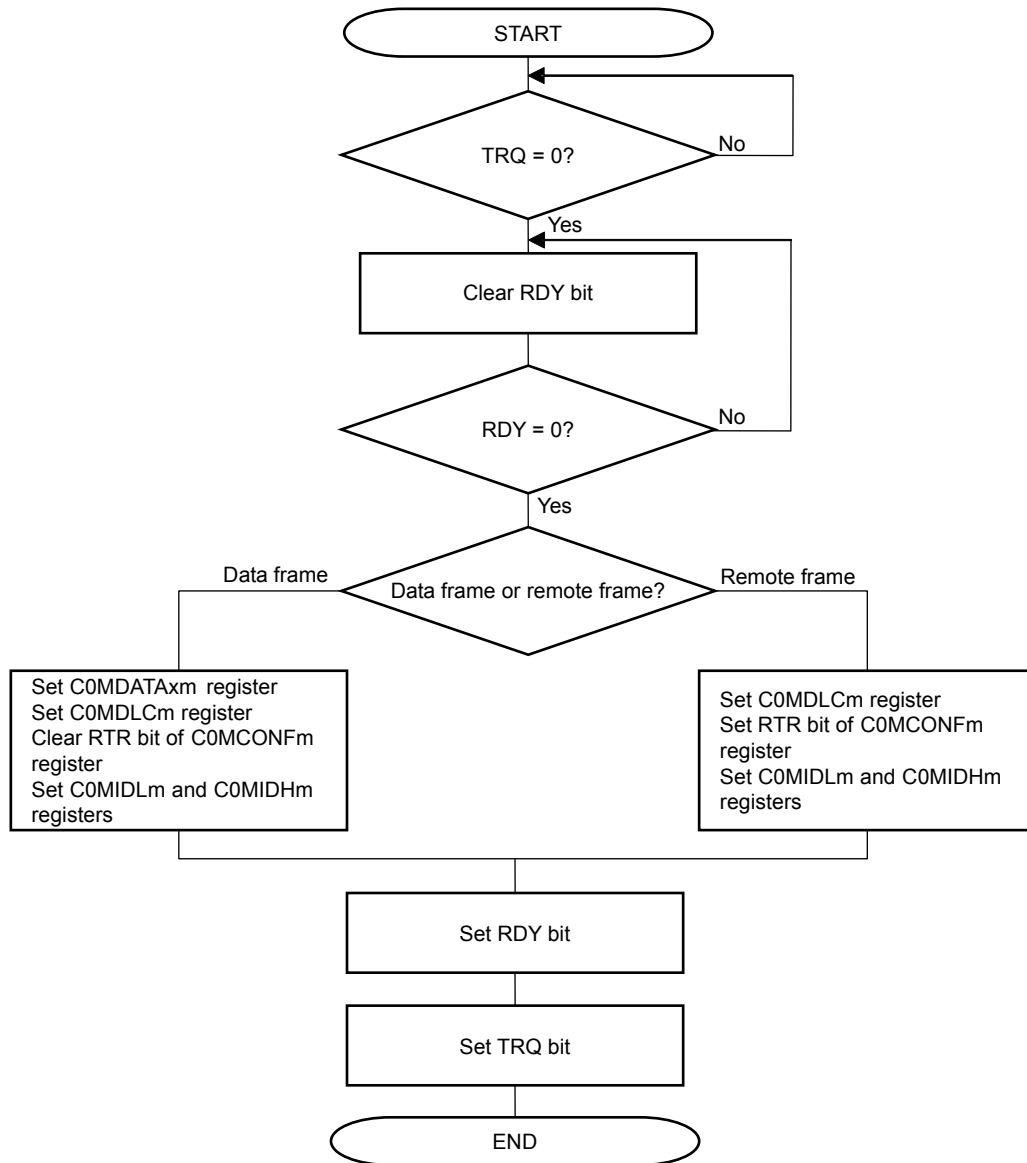 START
TRQ = 0?
No
Yes
Clear RDY bit
RDY = 0?
No
Yes
Data frame
Data frame or remote frame?
Remote frame
Set C0MDATAxm register
Set C0MDLCm register
Clear RTR bit of C0MCONFm
register
Set C0MIDLm and C0MIDHm
registers
Set C0MDLCm register
Set RTR bit of C0MCONFm
register
Set C0MIDLm and C0MIDHm
registers
Set RDY bit
Set TRQ bit
END